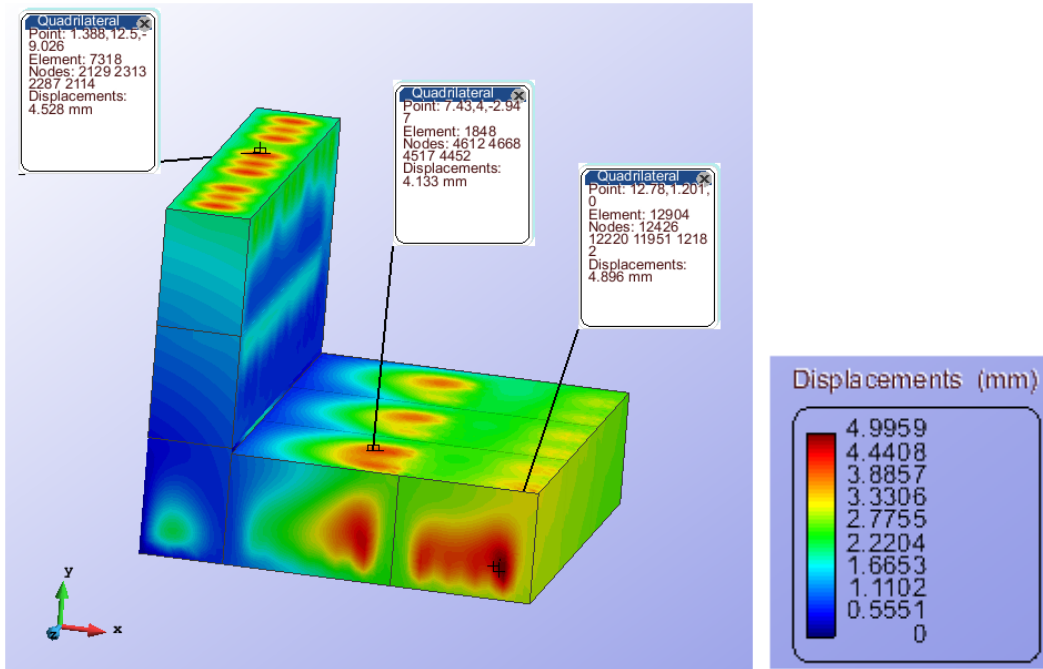 Quadrilateral
Point: 1.388,12.5,-
9.026
Element: 7318
Nodes: 2129 2313
2287 2114
Displacements:
4.528 mm
Quadrilateral
Point: 7.43,4,-2.94
7
Element: 1848
Nodes: 4612 4668
4517 4452
Displacements:
4.133 mm
Quadrilateral
Point: 12.78,1.201,
0
Element: 12904
Nodes: 12426
12220 11951 1218
2
Displacements:
4.896 mm
y
z
x
Displacements (mm)
4.9959
4.4408
3.8857
3.3306
2.7755
2.2204
1.6653
1.1102
0.5551
0